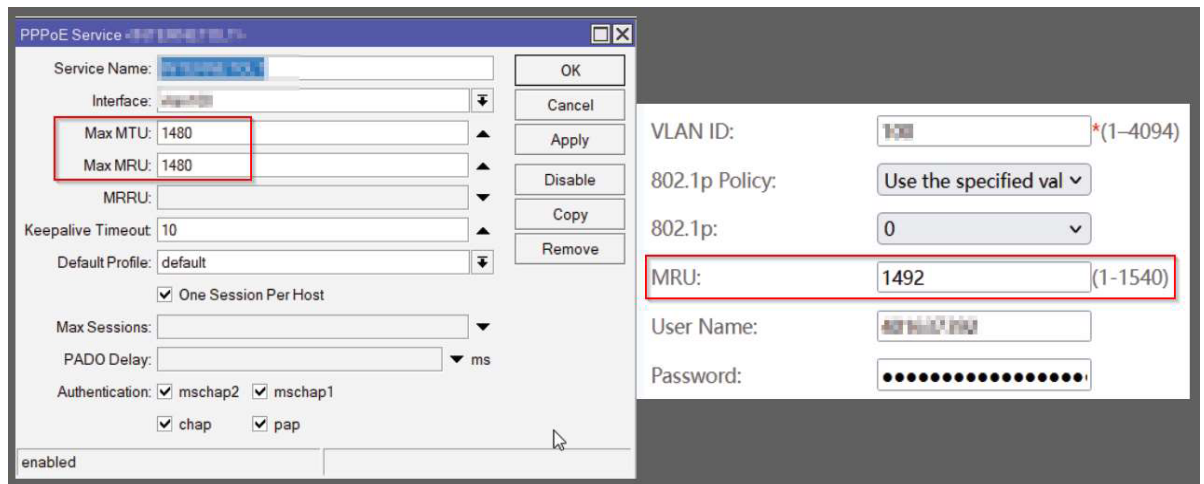 PPPoE Service
Service Name:
OK
Interface:
Cancel
Max MTU: 1480
Apply
Max MRU: 1480
Disable
MRRU:
Copy
Keepalive Timeout: 10
Remove
Default Profile: default
One Session Per Host
Max Sessions:
PADO Delay: ms
Authentication: mschap2 mschap1
chap pap
enabled
VLAN ID: *(1–4094)
802.1p Policy: Use the specified val
802.1p: 0
MRU: 1492 (1-1540)
User Name:
Password: ●●●●●●●●●●●●●●●●●